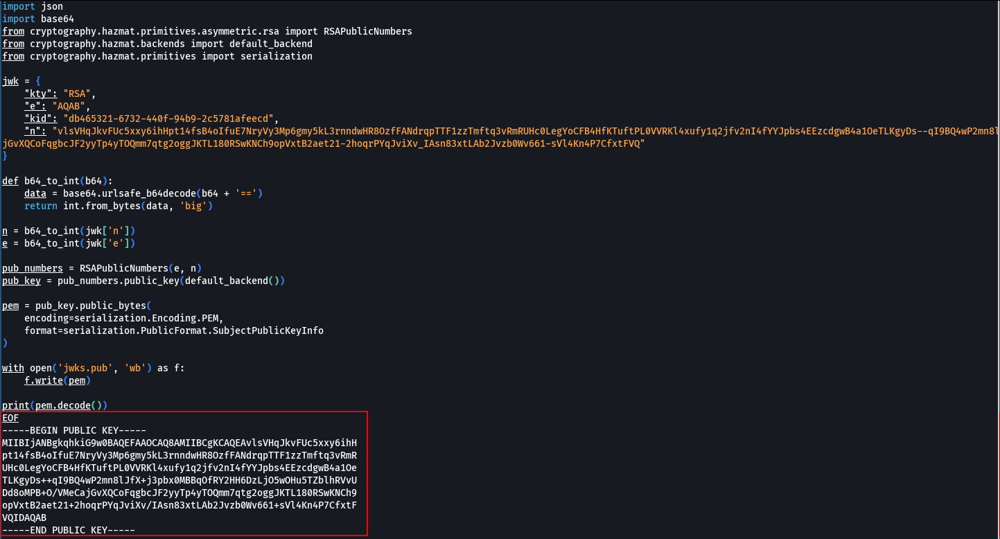 import json
import base64
from cryptography.hazmat.primitives.asymmetric.rsa import RSAPublicNumbers
from cryptography.hazmat.backends import default_backend
from cryptography.hazmat.primitives import serialization

jwk = {
    "kty": "RSA",
    "e": "AQAB",
    "kid": "db465321-6732-440f-94b9-2c5781afeecd",
    "n": "vlsVHqJkvFUc5xxy6ihHpt14fsB4oIfuE7NryVy3Mp6gmy5kL3rnndwHR8OzfFANdrqpTTF1zzTmftq3vRmRUHc0LegYoCFB4HfKTuftPL0VVRKl4xufy1q2jfv2nI4fYYJpbs4EEzcdgwB4a1OeTLKgyDs--qI9BQ4wP2mn8l
jGvXQCoFqgbcJF2yyTp4yTOQmm7qtg2oggJKTL180RSwKNCh9opVxtB2aet21-2hoqrPYqJviXv_IAsn83xtLAb2Jvzb0Wv661-sVl4Kn4P7CfxtFVQ"
}

def b64_to_int(b64):
    data = base64.urlsafe_b64decode(b64 + '==')
    return int.from_bytes(data, 'big')

n = b64_to_int(jwk['n'])
e = b64_to_int(jwk['e'])

pub_numbers = RSAPublicNumbers(e, n)
pub_key = pub_numbers.public_key(default_backend())

pem = pub_key.public_bytes(
    encoding=serialization.Encoding.PEM,
    format=serialization.PublicFormat.SubjectPublicKeyInfo
)

with open('jwks.pub', 'wb') as f:
    f.write(pem)

print(pem.decode())
EOF
-----BEGIN PUBLIC KEY-----
MIIBIjANBgkqhkiG9w0BAQEFAAOCAQ8AMIIBCgKCAQEAvlsVHqJkvFUc5xxy6ihH
pt14fsB4oIfuE7NryVy3Mp6gmy5kL3rnndwHR8OzfFANdrqpTTF1zzTmftq3vRmR
UHc0LegYoCFB4HfKTuftPL0VVRKl4xufy1q2jfv2nI4fYYJpbs4EEzcdgwB4a1Oe
TLKgyDs++qI9BQ4wP2mn8lJfX+j3pbx0MBBqOfRY2HH6DzLjO5wOHu5TZblhRVvU
Dd8oMPB+O/VMeCajGvXQCoFqgbcJF2yyTp4yTOQmm7qtg2oggJKTL180RSwKNCh9
opVxtB2aet21+2hoqrPYqJviXv/IAsn83xtLAb2Jvzb0Wv661+sVl4Kn4P7CfxtF
VQIDAQAB
-----END PUBLIC KEY-----